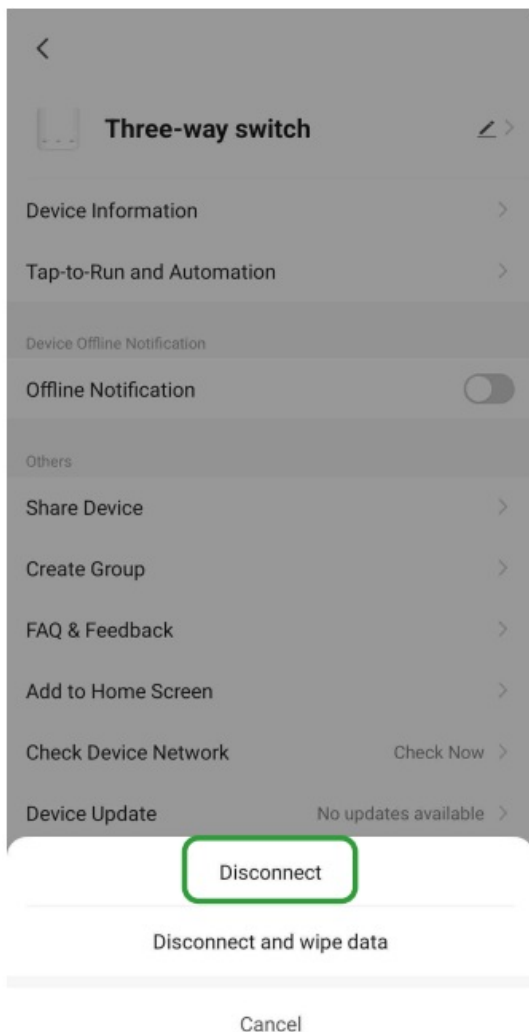 Three-way switch
Device Information
Tap-to-Run and Automation
Device Offline Notification
Offline Notification
Others
Share Device
Create Group
FAQ & Feedback
Add to Home Screen
Check Device Network Check Now
Device Update No updates available
Disconnect
Disconnect and wipe data
Cancel